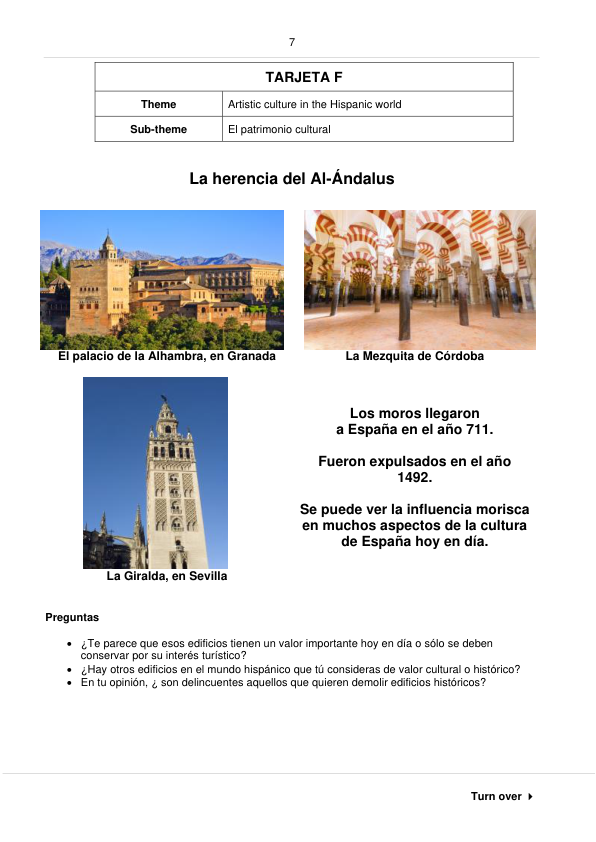 7
TARJETA F
Theme
Artistic culture in the Hispanic world
Sub-theme
El patrimonio cultural
La herencia del Al-Ándalus
El palacio de la Alhambra, en Granada
La Mezquita de Córdoba
Los moros llegaron
a España en el año 711.
Fueron expulsados en el año
1492.
Se puede ver la influencia morisca
en muchos aspectos de la cultura
de España hoy en día.
La Giralda, en Sevilla
Preguntas
• ¿Te parece que esos edificios tienen un valor importante hoy en día o sólo se deben
conservar por su interés turístico?
• ¿Hay otros edificios en el mundo hispánico que tú consideras de valor cultural o histórico?
• En tu opinión, ¿ son delincuentes aquellos que quieren demolir edificios históricos?
Turn over